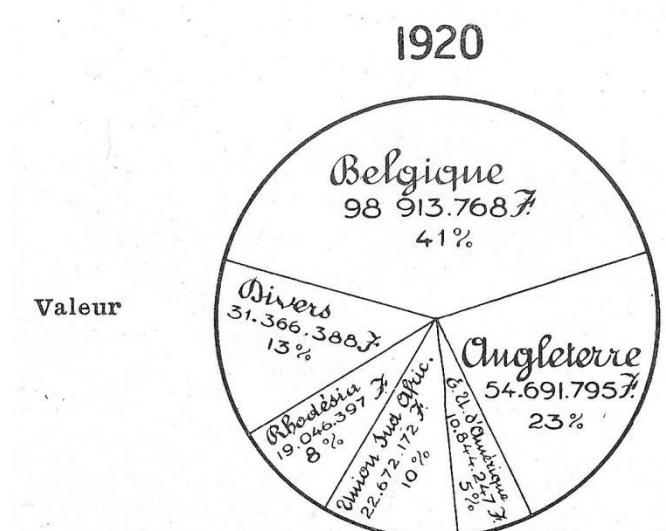 1920
Valeur
Belgique
98 913.768 F.
41%
Divers
31.366.388 F.
13%
Rhodésia
19.046.397 F.
8%
Union Sud Afric.
22.672.172 F.
10%
E.U. d'Amérique
10.844.247 F.
5%
Angleterre
54.691.795 F.
23%